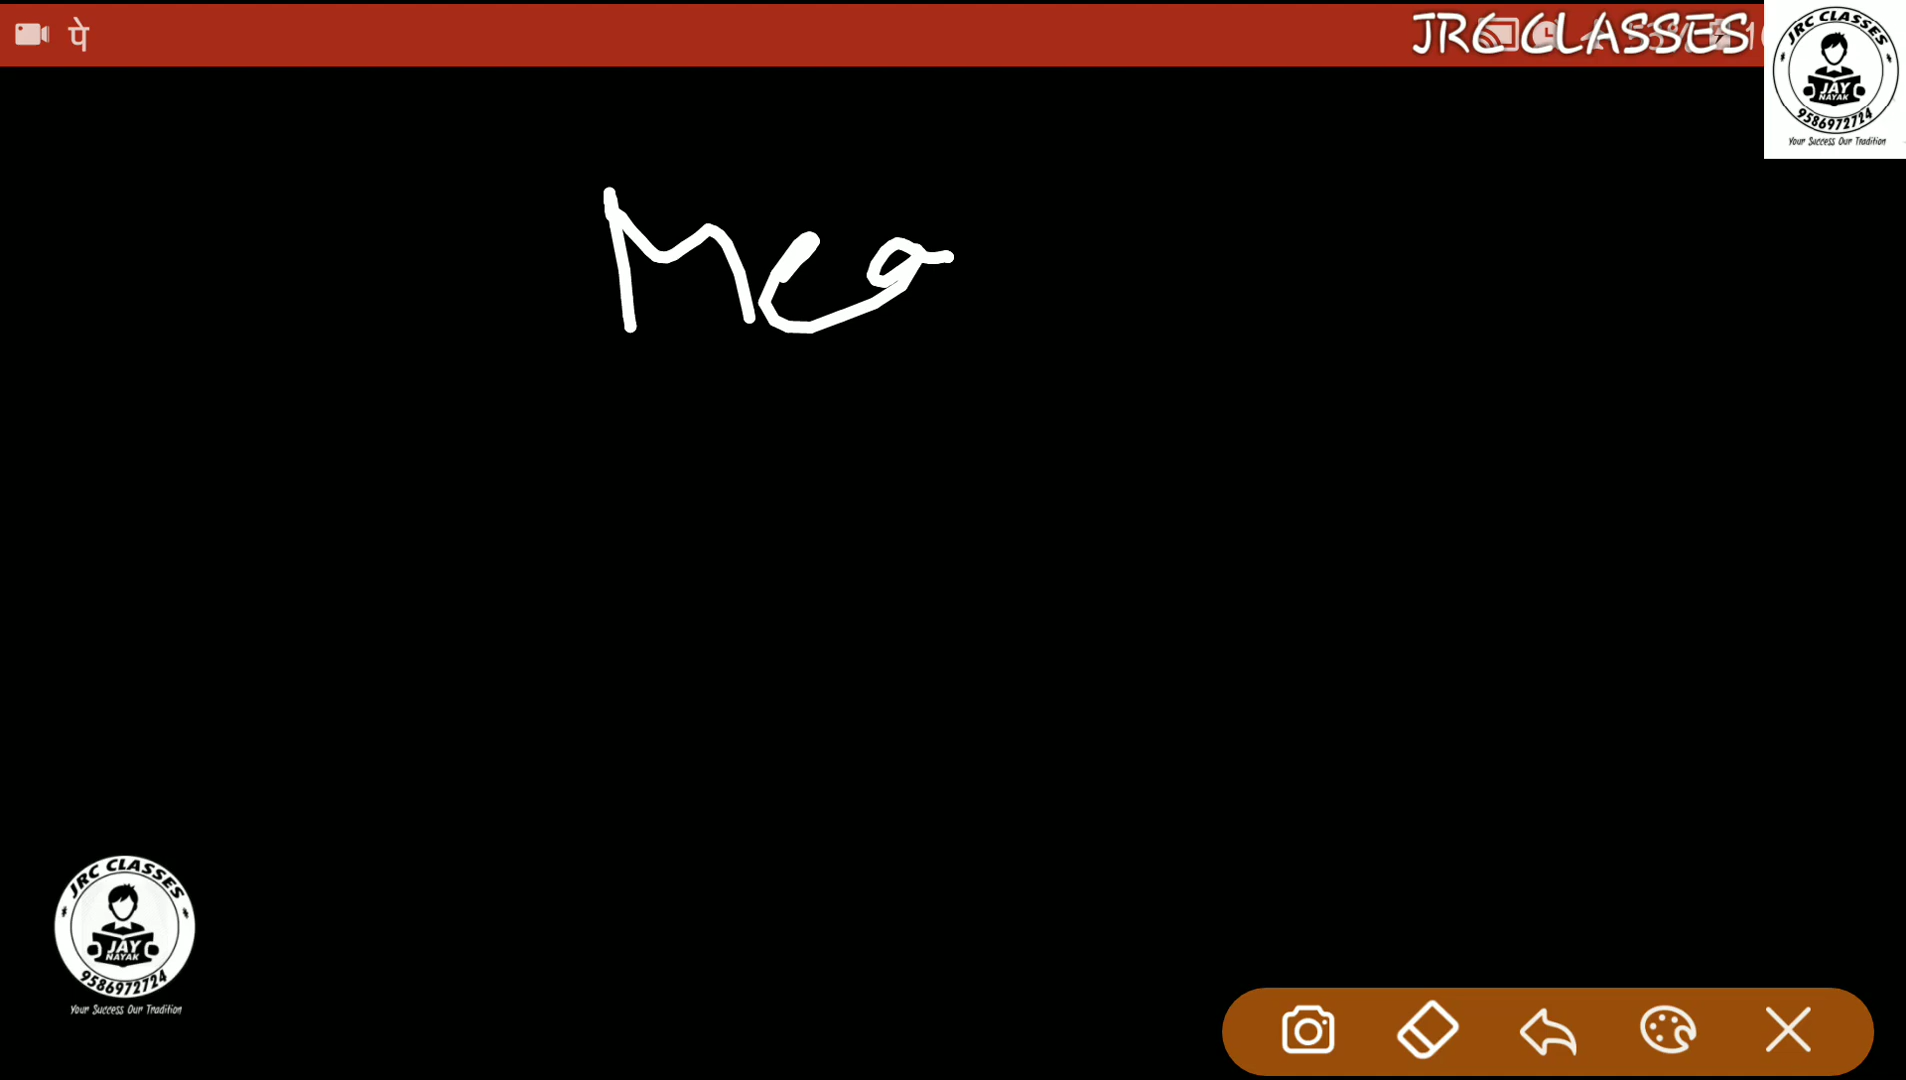 पे
JRC CLASSES
JRC CLASSES
JAY
NAYAK
9586972724
Your Success Our Tradition
Mea
JRC CLASSES
JAY
NAYAK
9586972724
Your Success Our Tradition